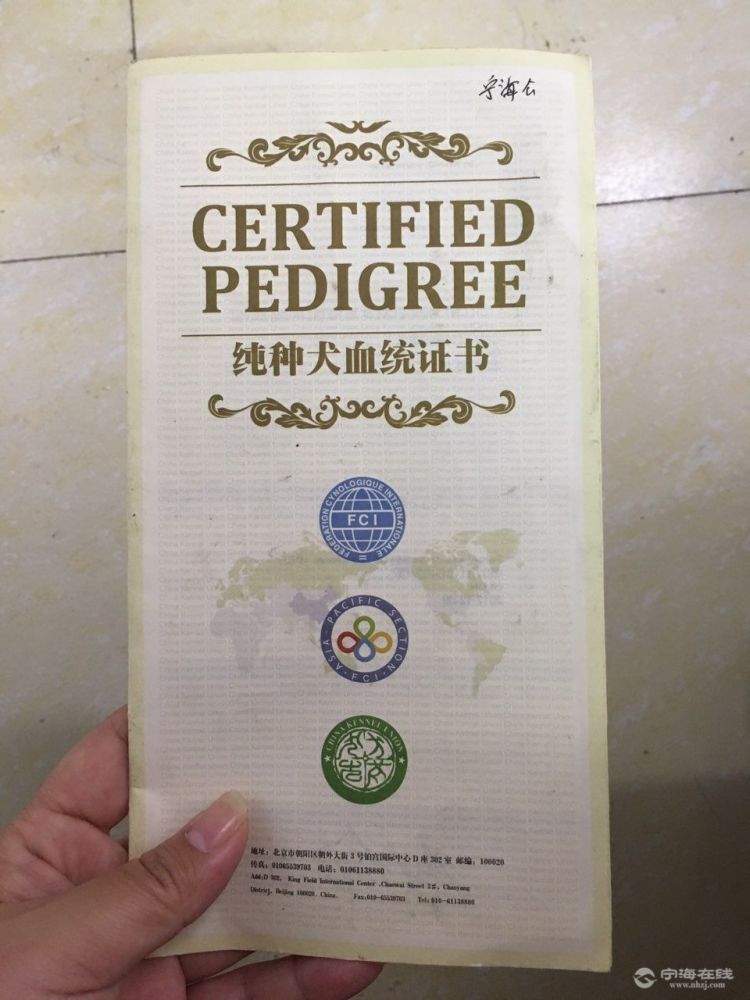 宁海
CERTIFIED
PEDIGREE
纯种犬血统证书
FEDERATION CYNOLOGIQUE INTERNATIONALE
FCI
ASIA - PACIFIC SECTION
·FCI·
CHINA KENNEL UNION
地址：北京市朝阳区朝外大街3号铂宫国际中心D座302室 邮编：100020
传真：01065539703 电话：01061138880
Add:D 302, King Field International Center ,Chaowai Street 3#, Chaoyang
District, Beijing 100020, China. Fax:010-65539703 Tel:010-61138880
宁海在线
www.nhzj.com